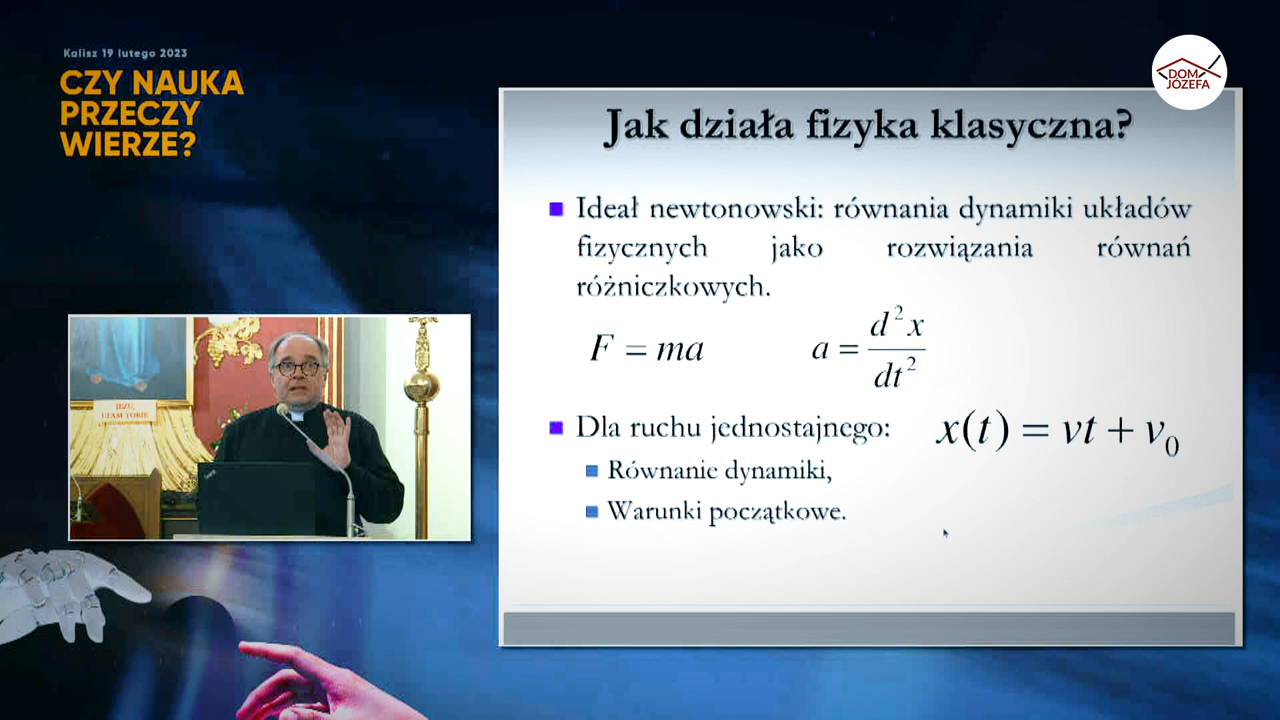 Kalisz 19 lutego 2023
CZY NAUKA
PRZECZY
WIERZE?
DOM
JÓZEFA
Jak działa fizyka klasyczna?
Ideał newtonowski: równania dynamiki układów
fizycznych jako rozwiązania równań
różniczkowych.
F = ma a = d²x/dt²
Dla ruchu jednostajnego: x(t) = vt + v₀
Równanie dynamiki,
Warunki początkowe.
JEZU,
UFAM TOBIE